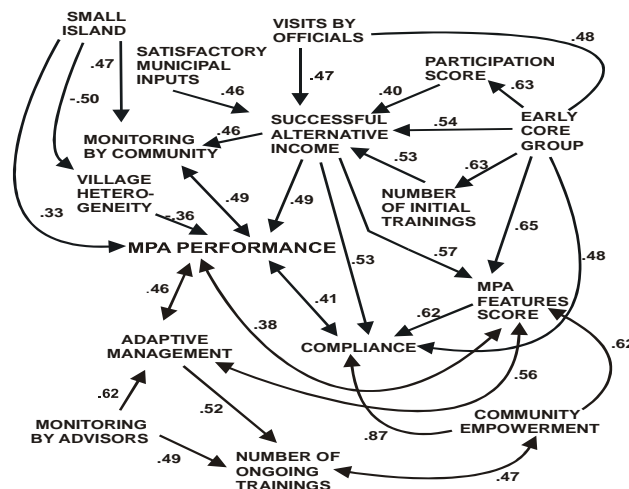 SMALL
ISLAND
VISITS BY
OFFICIALS
.48
.47
SATISFACTORY
MUNICIPAL
INPUTS
.47
PARTICIPATION
SCORE
-.50
.46
.40
.63
SUCCESSFUL
ALTERNATIVE
INCOME
.54
EARLY
CORE
GROUP
.46
MONITORING
BY COMMUNITY
.53
.63
VILLAGE
HETERO-
GENEITY
NUMBER
OF INITIAL
TRAININGS
.49
.49
.33
-.36
.65
MPA PERFORMANCE
.57
.48
.53
.46
.41
MPA
FEATURES
SCORE
.62
.38
ADAPTIVE
MANAGEMENT
COMPLIANCE
.62
.56
.62
.52
.87
COMMUNITY
EMPOWERMENT
MONITORING
BY ADVISORS
.49
NUMBER OF
ONGOING
TRAININGS
.47